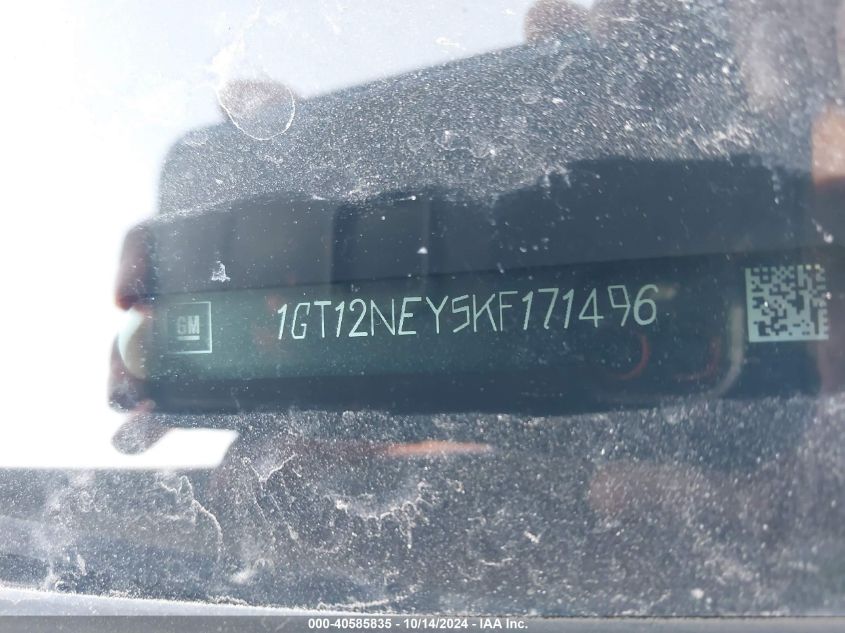 GM 1GT12NEY5KF171496
000-40585835 - 10/14/2024 - IAA, Inc.